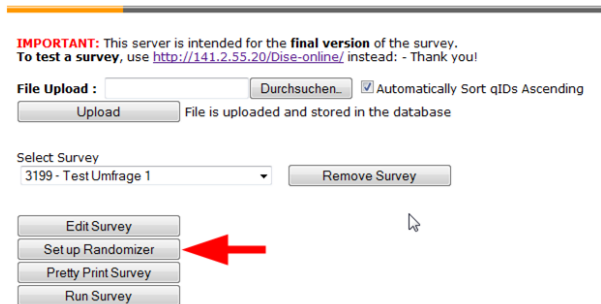 IMPORTANT: This server is intended for the final version of the survey.
To test a survey, use http://141.2.55.20/Dise-online/ instead: - Thank you!
File Upload : Durchsuchen... Automatically Sort qIDs Ascending
Upload File is uploaded and stored in the database
Select Survey
3199 - Test Umfrage 1 Remove Survey
Edit Survey
Set up Randomizer
Pretty Print Survey
Run Survey